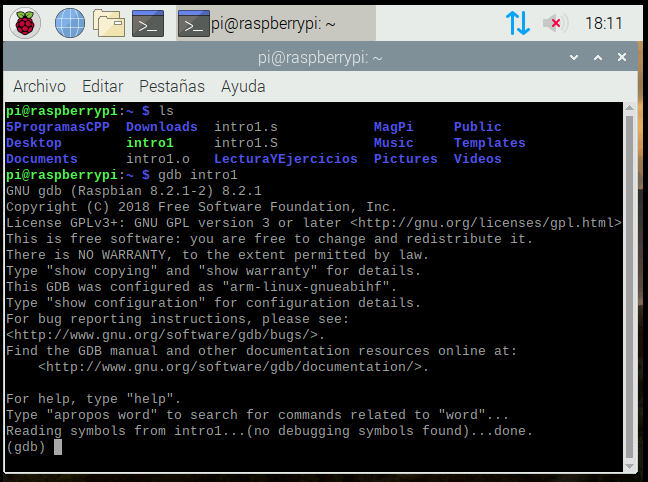 pi@raspberrypi: ~
18:11
pi@raspberrypi: ~
Archivo Editar Pestañas Ayuda
pi@raspberrypi:~ $ ls
5ProgramasCPP Downloads intro1.s MagPi Public
Desktop intro1 intro1.S Music Templates
Documents intro1.o LecturaYEjercicios Pictures Videos
pi@raspberrypi:~ $ gdb intro1
GNU gdb (Raspbian 8.2.1-2) 8.2.1
Copyright (C) 2018 Free Software Foundation, Inc.
License GPLv3+: GNU GPL version 3 or later <http://gnu.org/licenses/gpl.html>
This is free software: you are free to change and redistribute it.
There is NO WARRANTY, to the extent permitted by law.
Type "show copying" and "show warranty" for details.
This GDB was configured as "arm-linux-gnueabihf".
Type "show configuration" for configuration details.
For bug reporting instructions, please see:
<http://www.gnu.org/software/gdb/bugs/>.
Find the GDB manual and other documentation resources online at:
<http://www.gnu.org/software/gdb/documentation/>.
For help, type "help".
Type "apropos word" to search for commands related to "word"...
Reading symbols from intro1...(no debugging symbols found)...done.
(gdb)